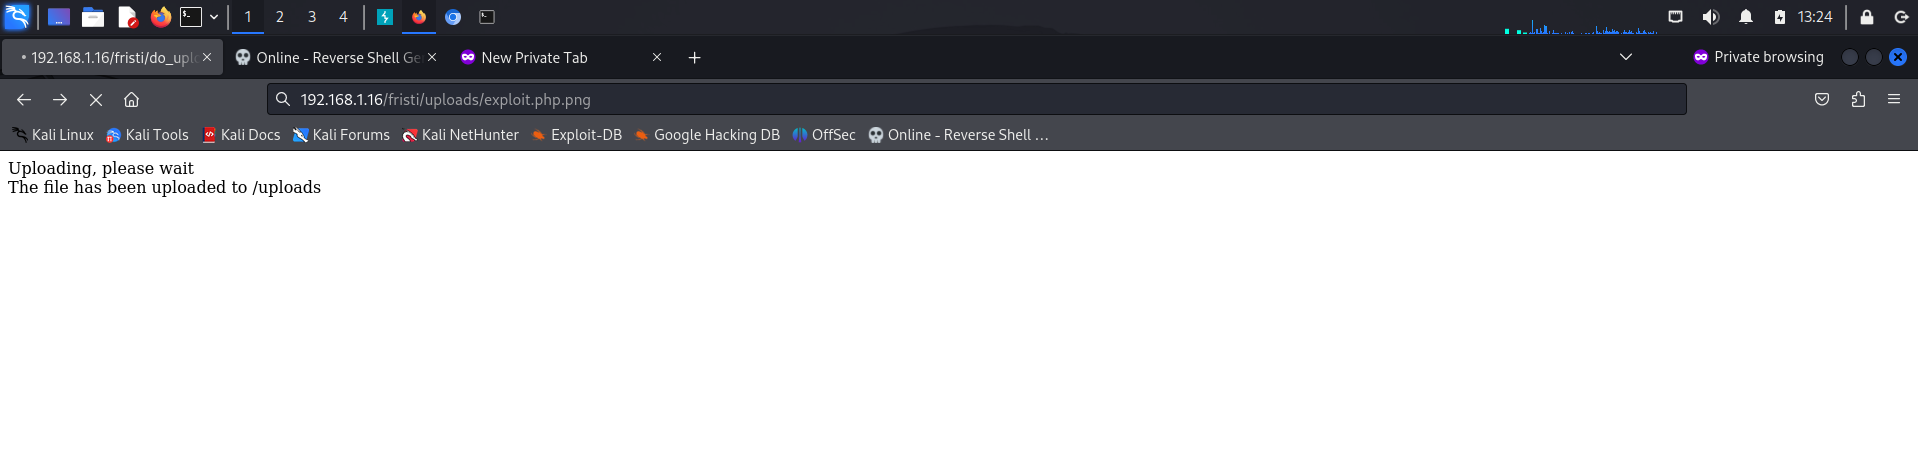 1 2 3 4 13:24
192.168.1.16/fristi/do_uplo Online - Reverse Shell Ge New Private Tab Private browsing
192.168.1.16/fristi/uploads/exploit.php.png
Kali Linux Kali Tools Kali Docs Kali Forums Kali NetHunter Exploit-DB Google Hacking DB OffSec Online - Reverse Shell …
Uploading, please wait
The file has been uploaded to /uploads